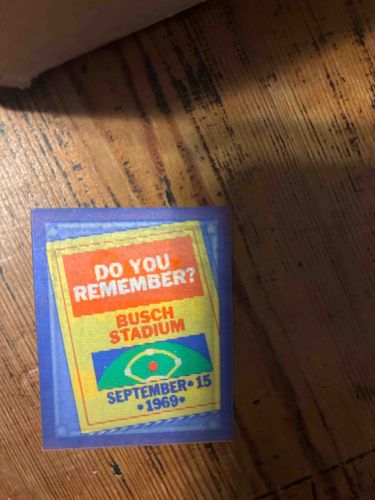 DO YOU
REMEMBER?
BUSCH
STADIUM
SEPTEMBER • 15
• 1969 •